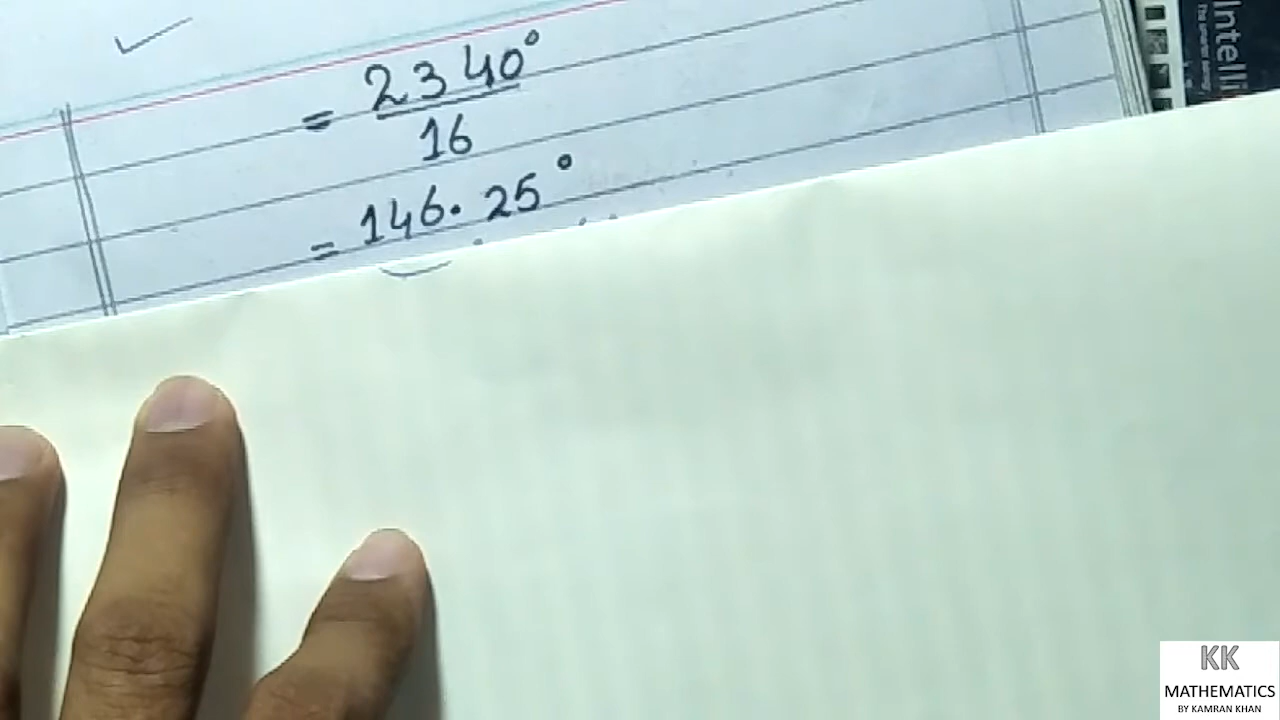 = 2340°
16
= 146.25°
Intelli
KK
MATHEMATICS
BY KAMRAN KHAN